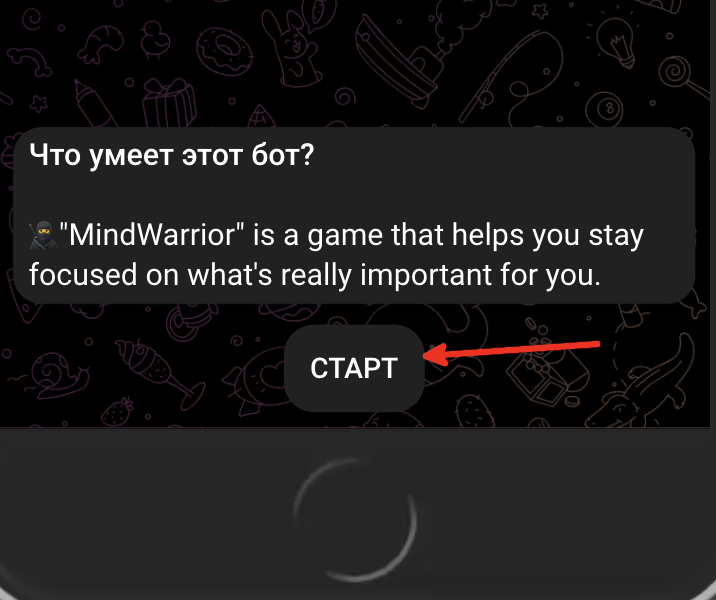 Что умеет этот бот?
🥷"MindWarrior" is a game that helps you stay
focused on what's really important for you.
СТАРТ
8